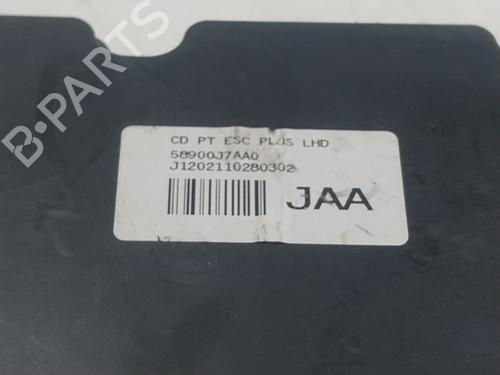 CD PT ESC PLUS LHD
58900J7AA0
J1202110280302
JAA
B-PARTS